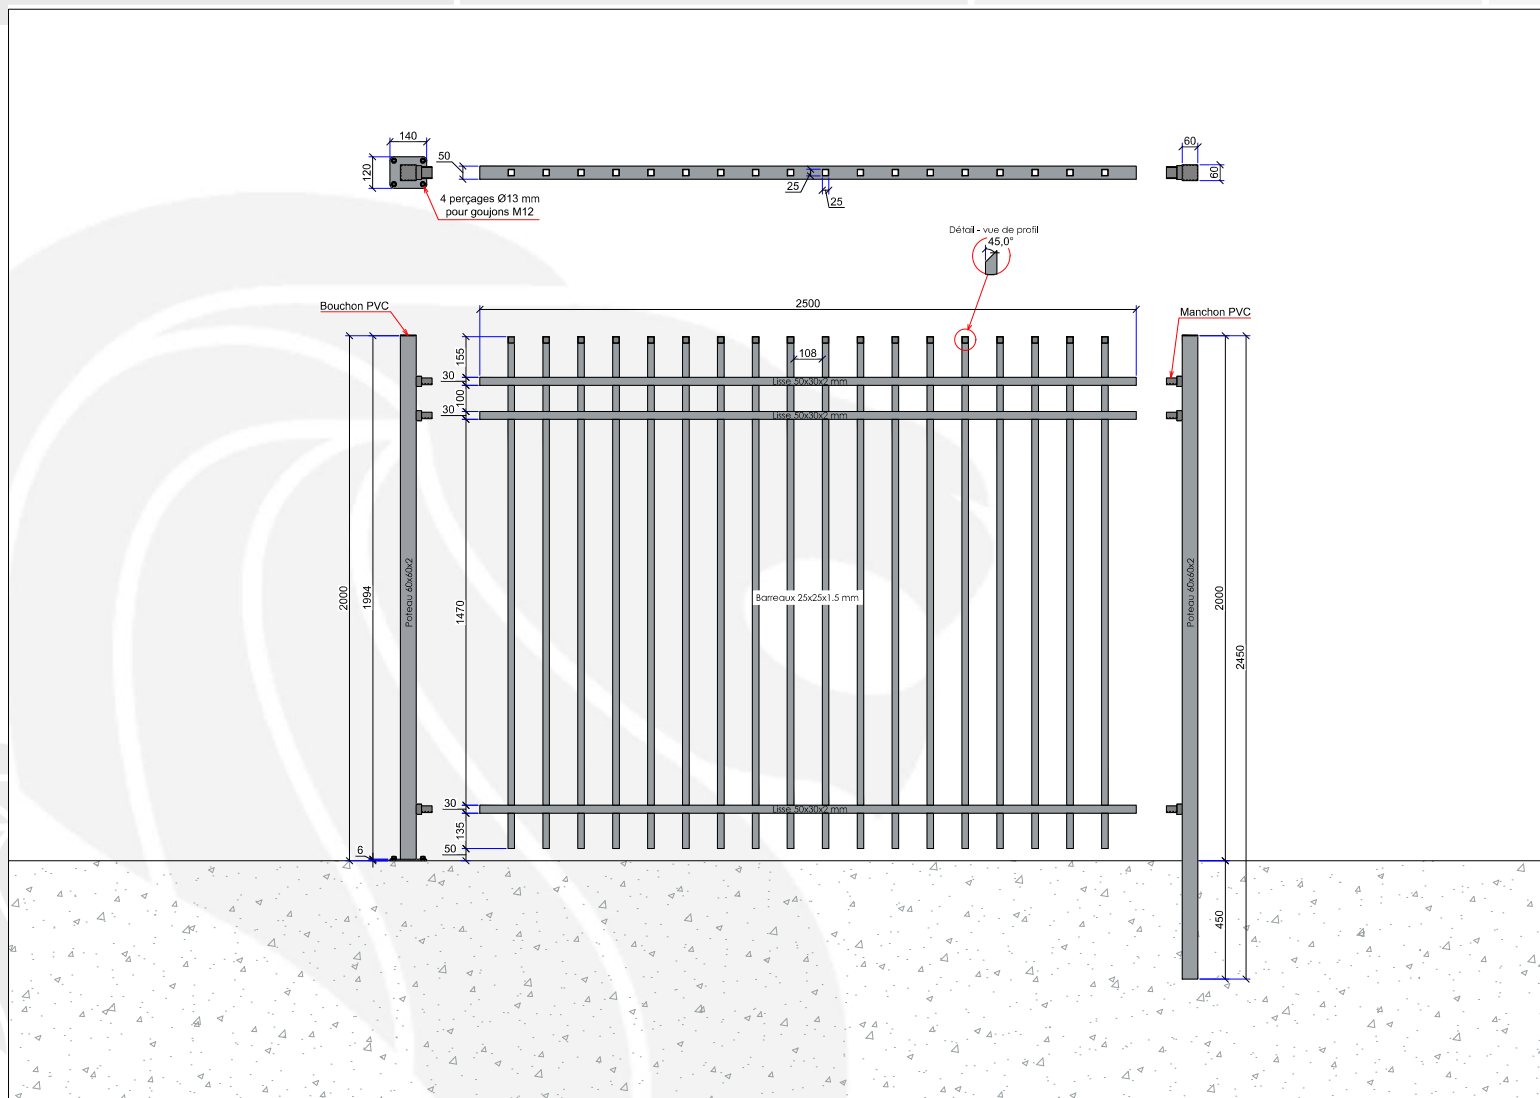 140
50
60
120
60
25
25
4 perçages Ø13 mm
pour goujons M12
Détail - vue de profil
45,0°
Bouchon PVC
2500
Manchon PVC
155
108
30
Lisse 50x30x2 mm
100
30
Lisse 50x30x2 mm
2000
1994
Poteau 60x60x2
1470
Barreaux 25x25x1.5 mm
Poteau 60x60x2
2000
2450
30
Lisse 50x30x2 mm
135
6
50
450